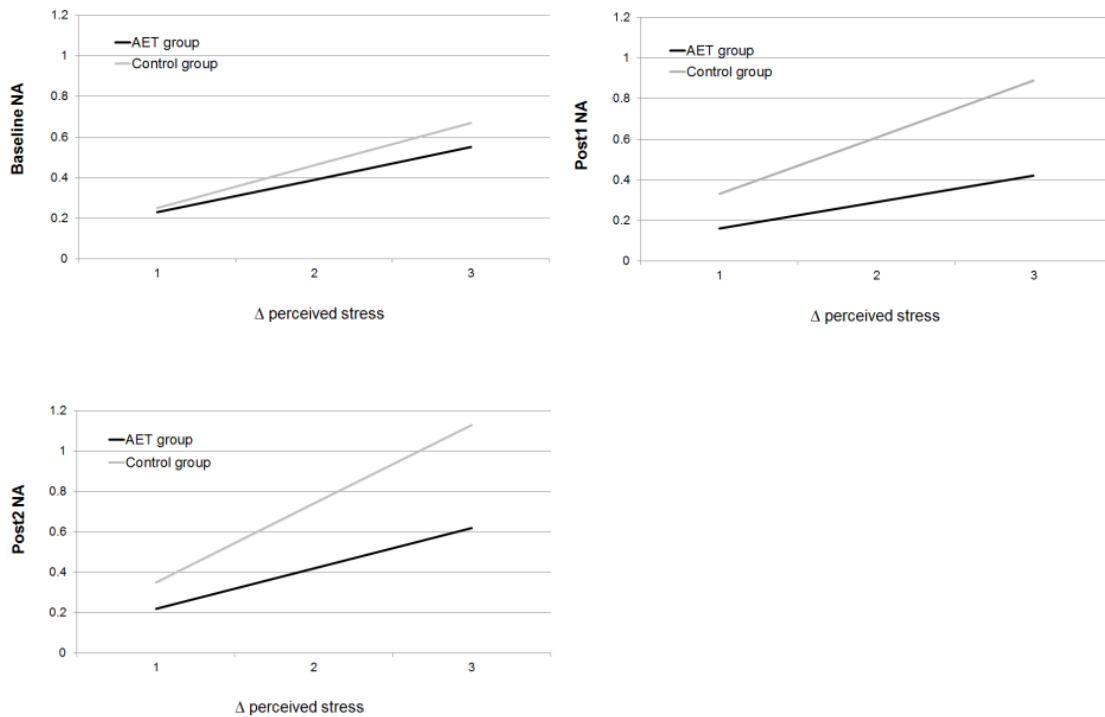 1.2
1
0.8
0.6
0.4
0.2
0
Baseline NA
AET group
Control group
1
2
3
Δ perceived stress
1.2
1
0.8
0.6
0.4
0.2
0
Post1 NA
AET group
Control group
1
2
3
Δ perceived stress
1.2
1
0.8
0.6
0.4
0.2
0
Post2 NA
AET group
Control group
1
2
3
Δ perceived stress